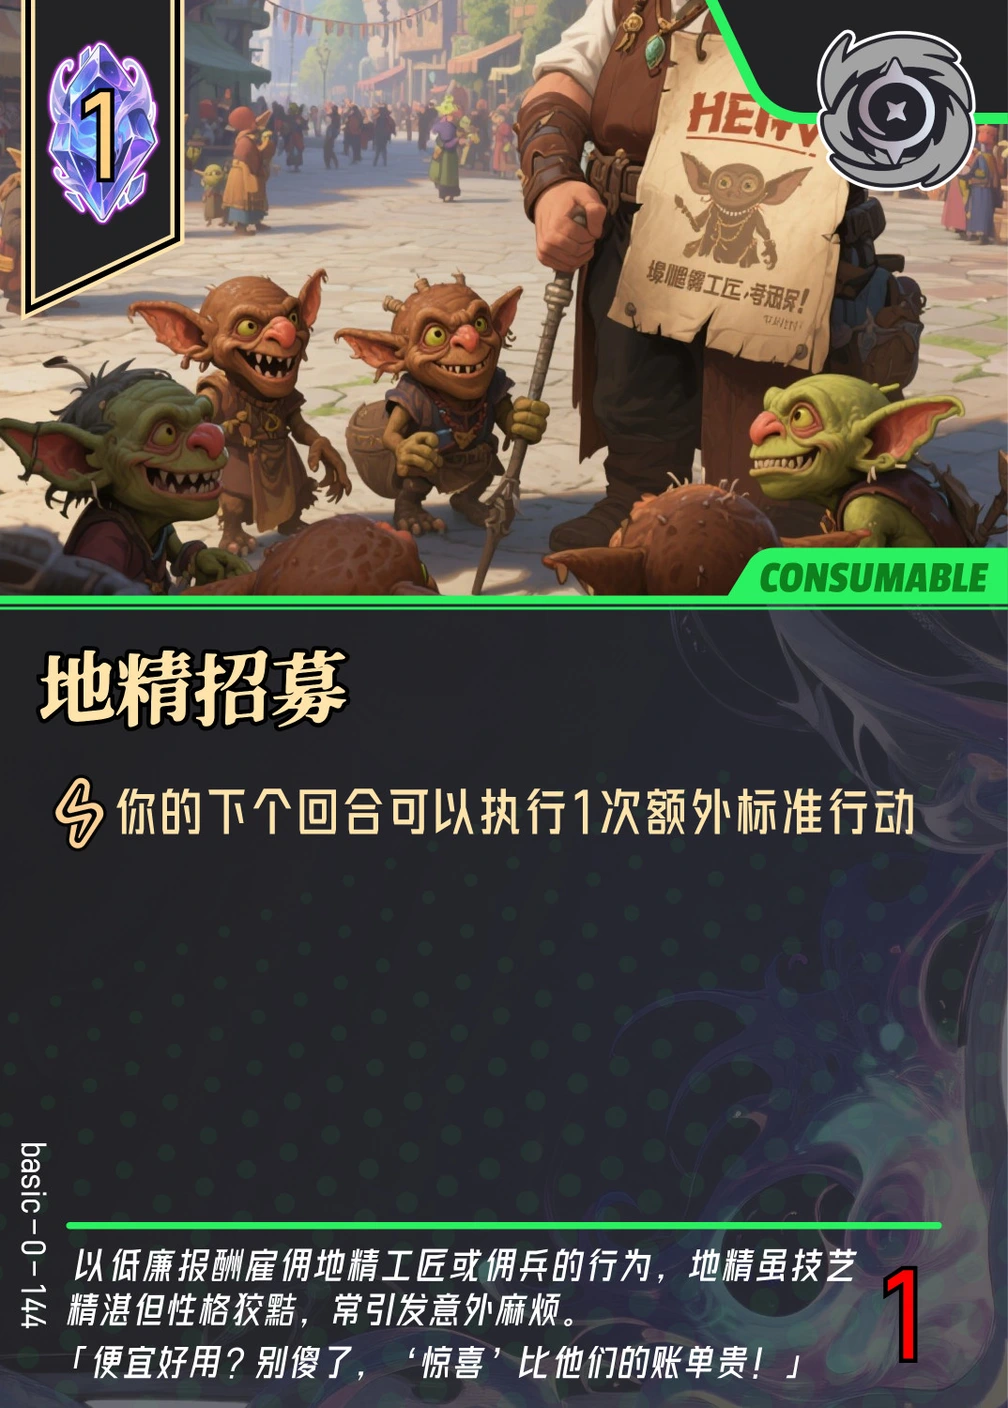 1
CONSUMABLE
地精招募
你的下个回合可以执行1次额外标准行动
basic-0-144
以低廉报酬雇佣地精工匠或佣兵的行为，地精虽技艺
精湛但性格狡黠，常引发意外麻烦。
「便宜好用？别傻了，‘惊喜’比他们的账单贵！」
1